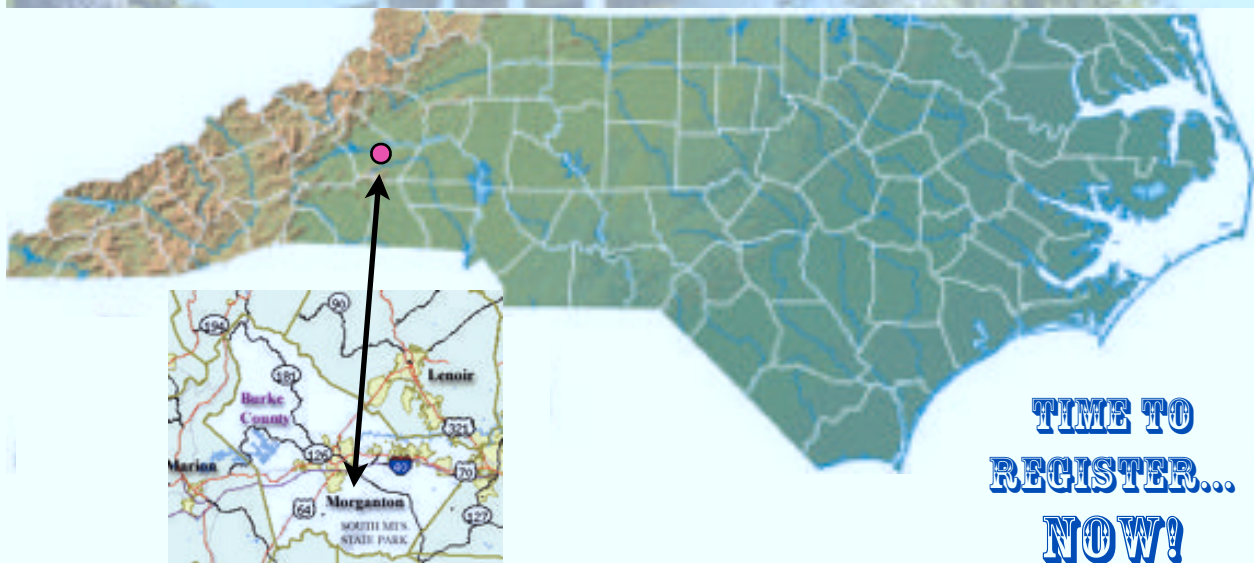 90
194
181
Lenoir
Burke
County
321
126
Marion
40
70
Morganton
64
127
SOUTH MTS.
STATE PARK
TIME TO
REGISTER...
NOW!